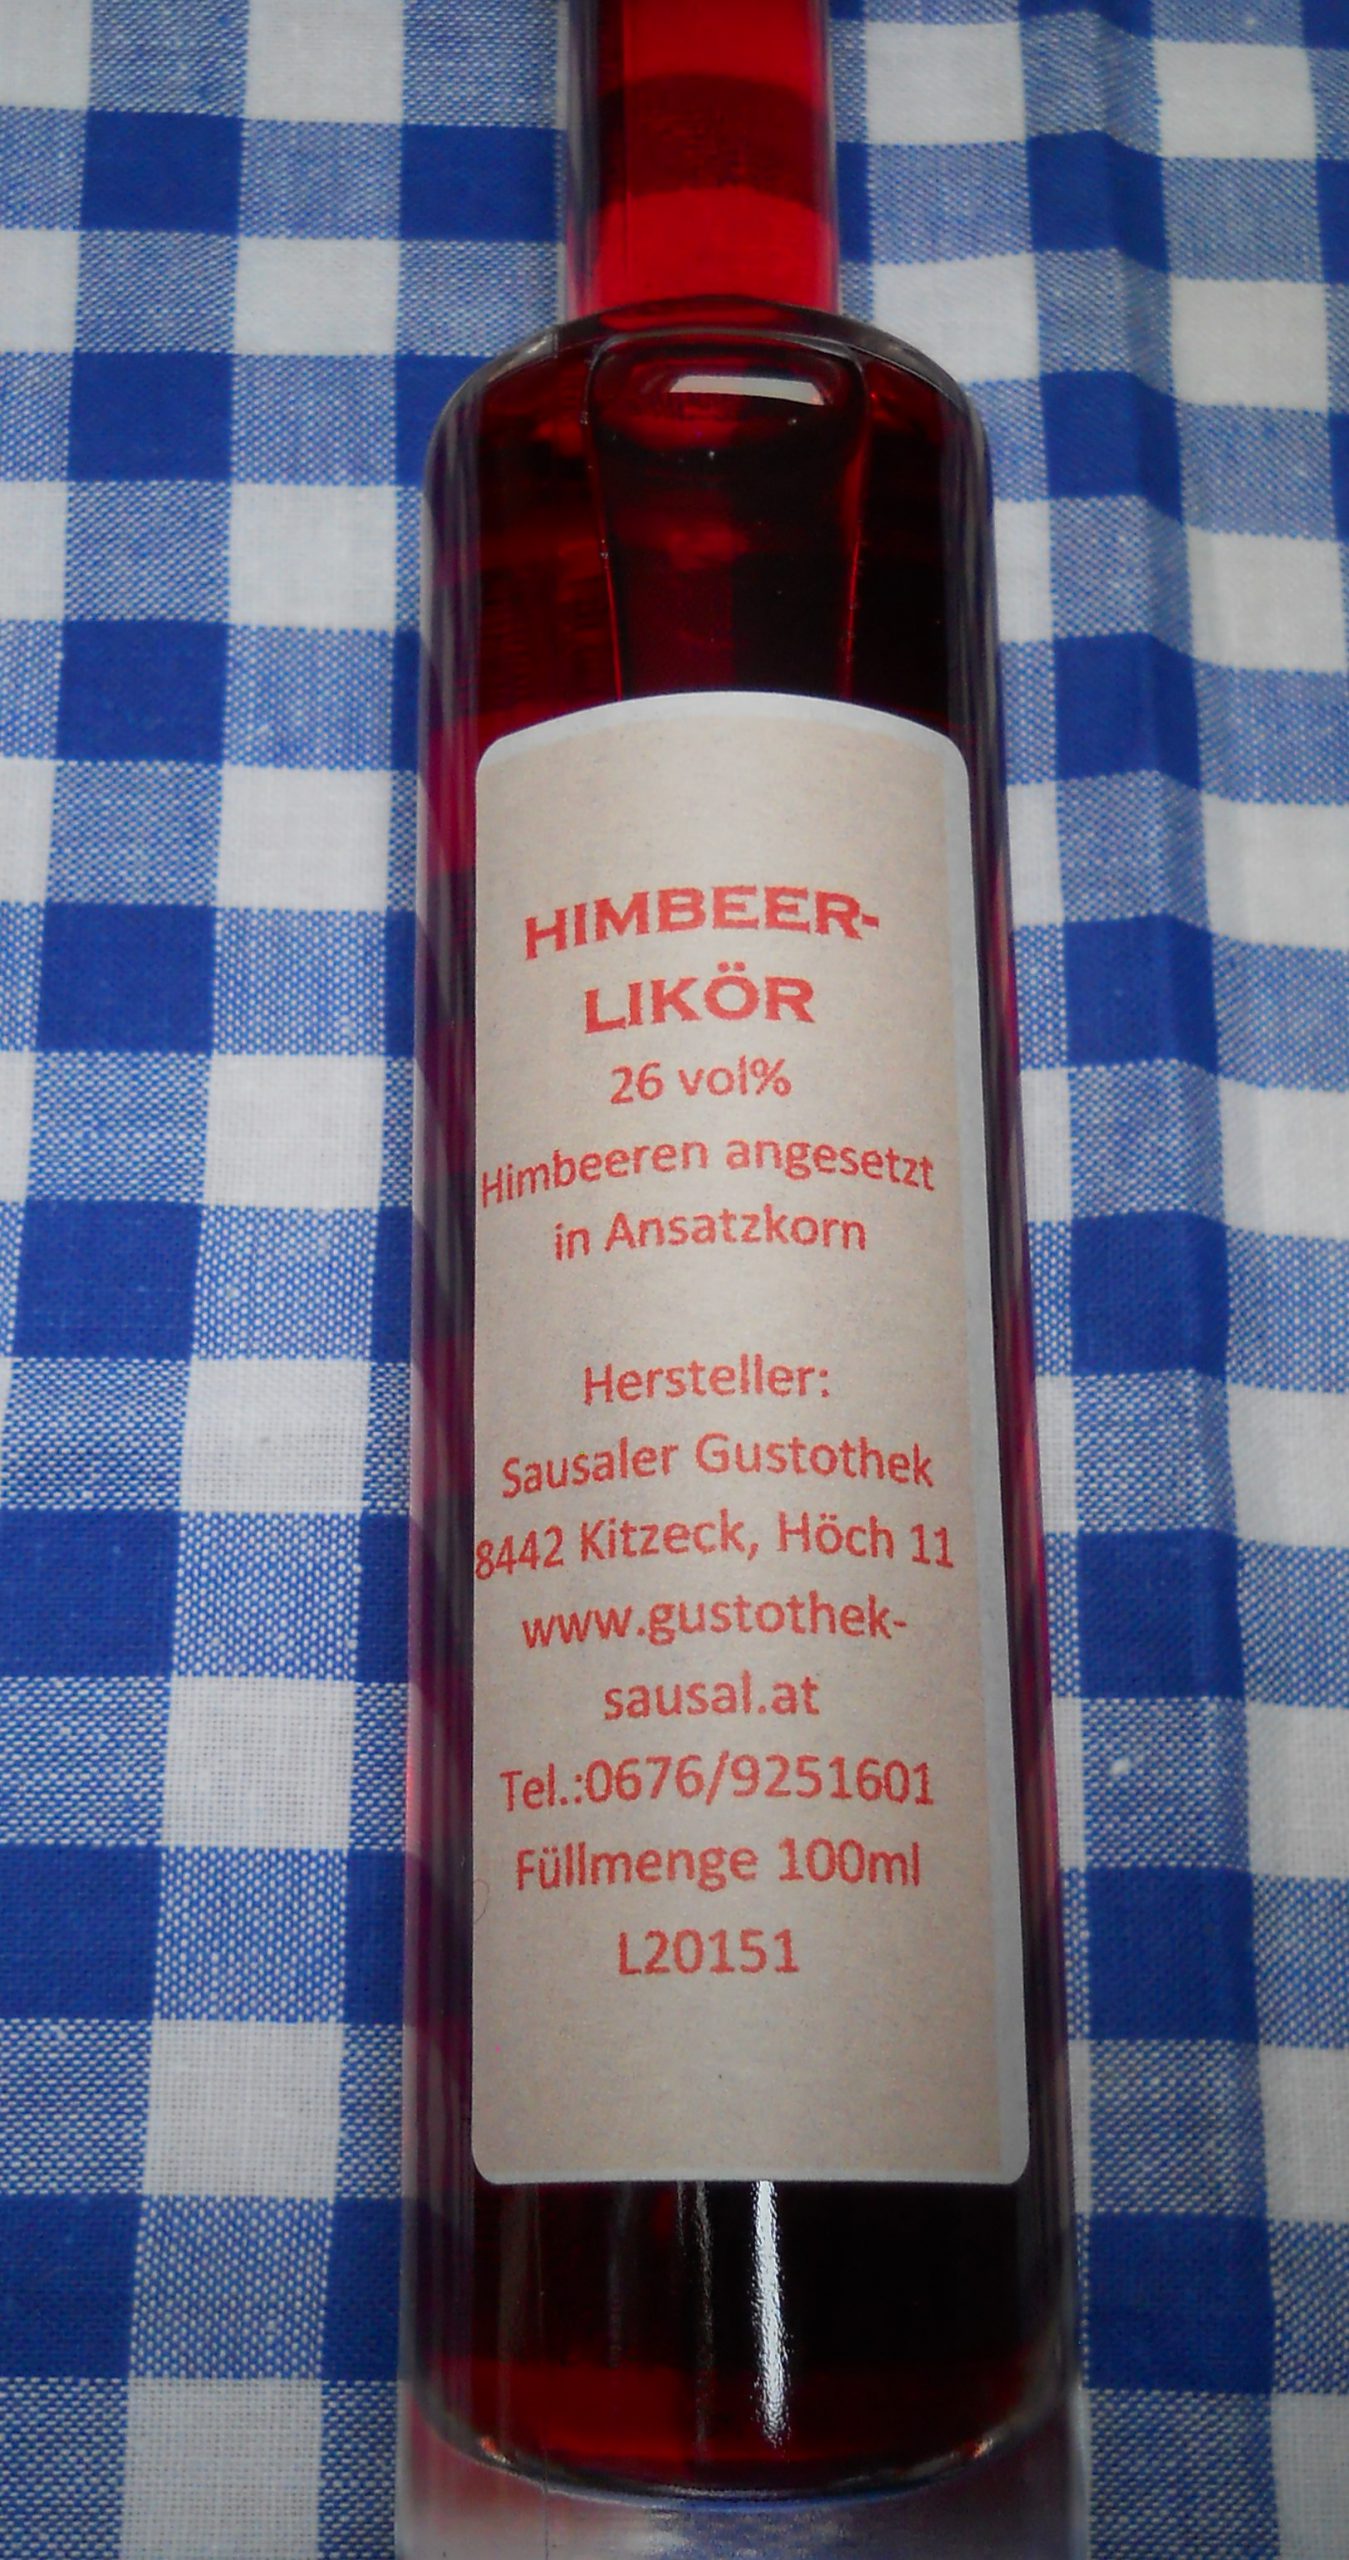 HIMBEER-
LIKÖR
26 vol%
Himbeeren angesetzt
in Ansatzkorn
Hersteller:
Sausaler Gustothek
8442 Kitzeck, Höch 11
www.gustothek-
sausal.at
Tel.:0676/9251601
Füllmenge 100ml
L20151